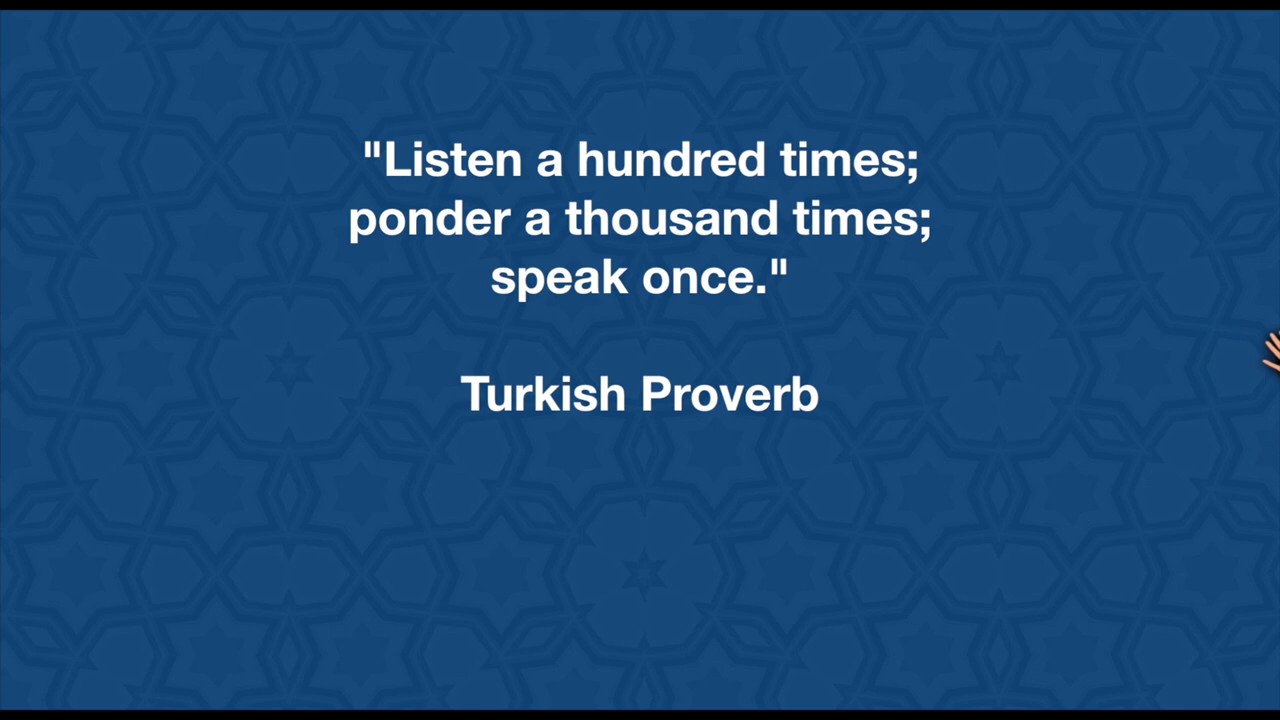 "Listen a hundred times;
ponder a thousand times;
speak once."
Turkish Proverb